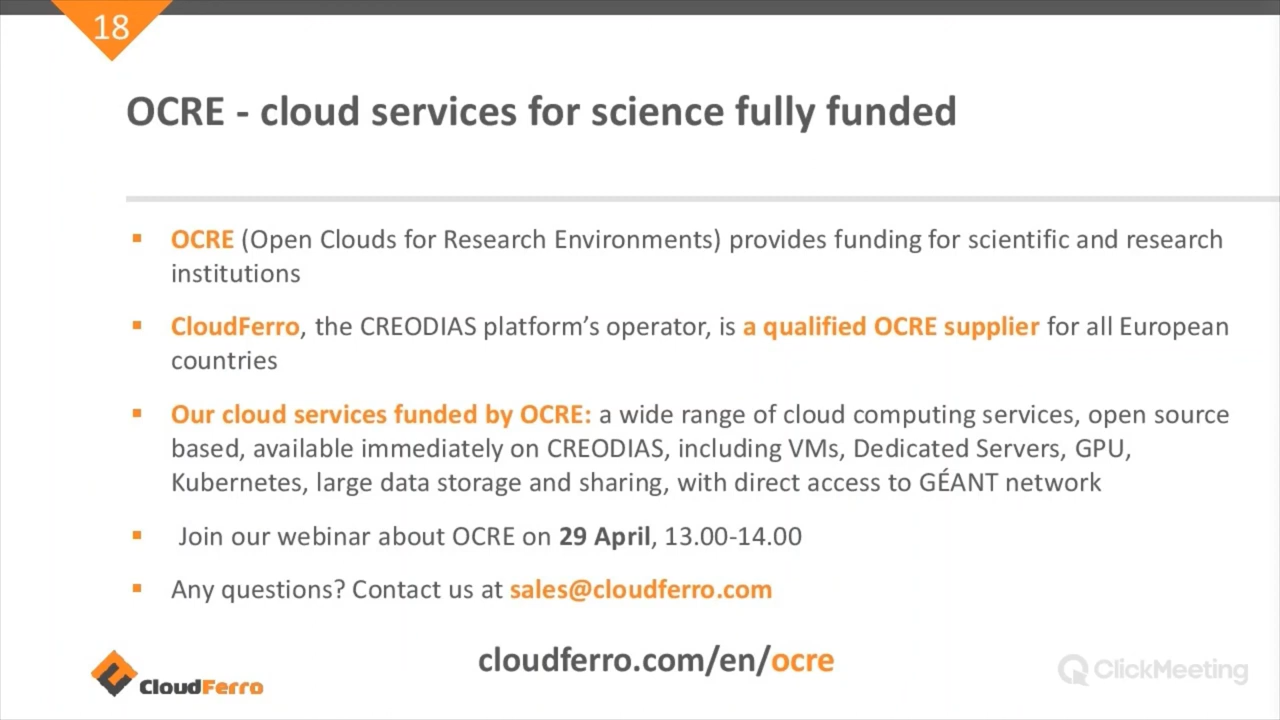 18
OCRE - cloud services for science fully funded
▪ OCRE (Open Clouds for Research Environments) provides funding for scientific and research
institutions
▪ CloudFerro, the CREODIAS platform’s operator, is a qualified OCRE supplier for all European
countries
▪ Our cloud services funded by OCRE: a wide range of cloud computing services, open source
based, available immediately on CREODIAS, including VMs, Dedicated Servers, GPU,
Kubernetes, large data storage and sharing, with direct access to GÉANT network
▪ Join our webinar about OCRE on 29 April, 13.00-14.00
▪ Any questions? Contact us at sales@cloudferro.com
cloudferro.com/en/ocre
CloudFerro
ClickMeeting